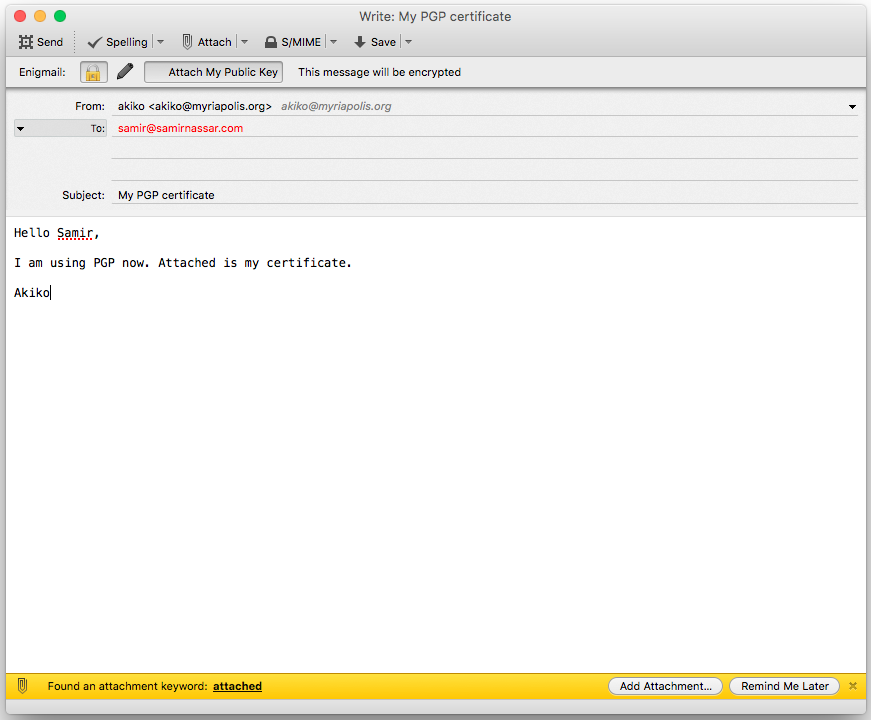 Write: My PGP certificate
Send Spelling Attach S/MIME Save
Enigmail: Attach My Public Key This message will be encrypted
From: akiko <akiko@myriapolis.org> akiko@myriapolis.org
To: samir@samirnassar.com
Subject: My PGP certificate
Hello Samir,
I am using PGP now. Attached is my certificate.
Akiko
Found an attachment keyword: attached Add Attachment... Remind Me Later